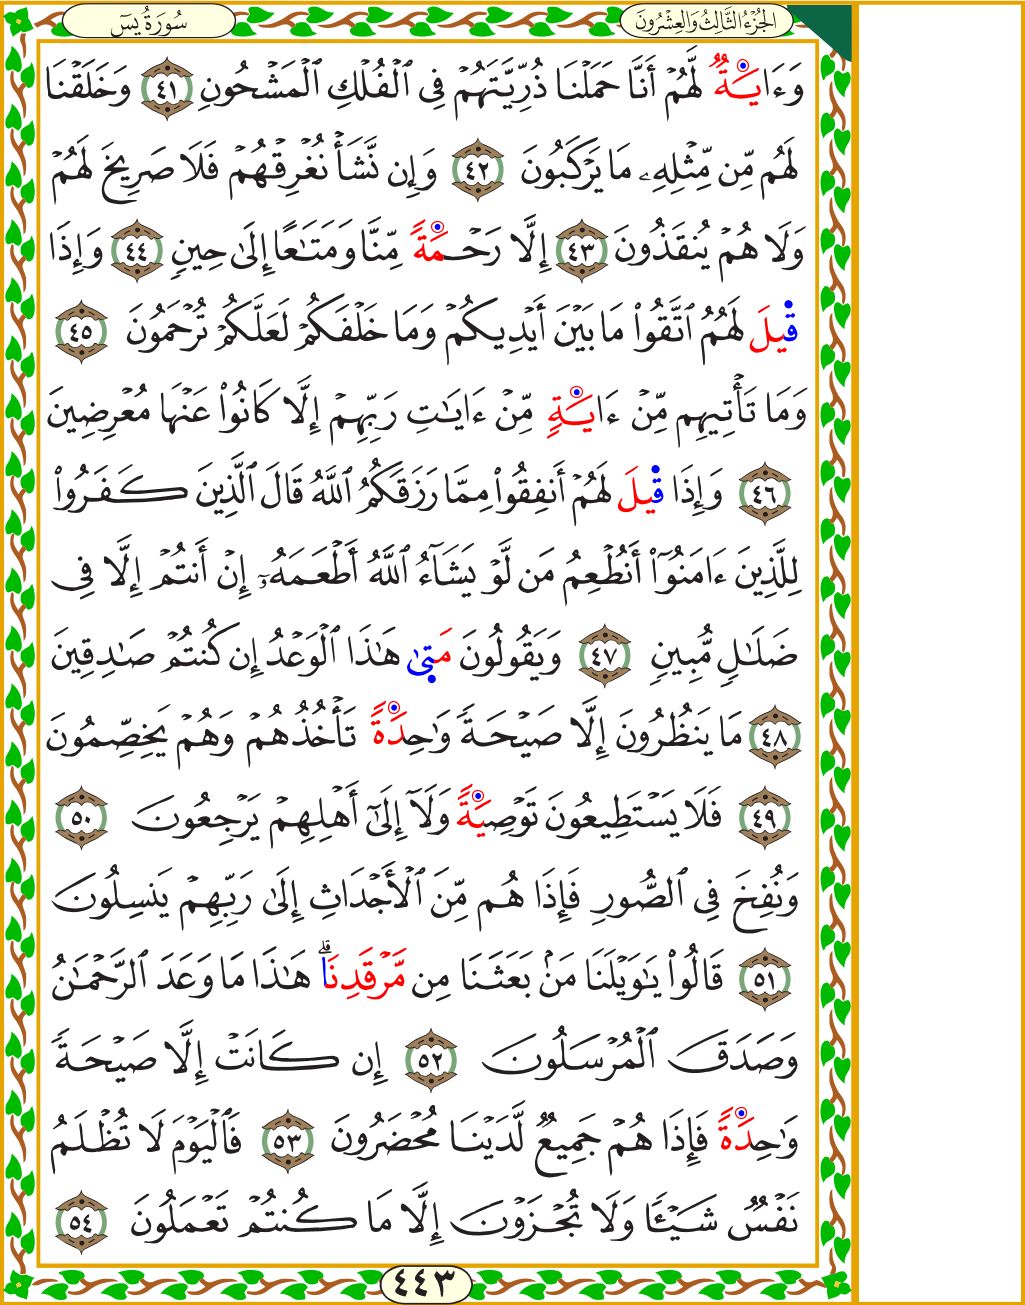 سُورَةُ يسٓ
الجُزْءُ الثَّالِثُ وَالعِشْرُونَ
وَءَايَةٌ لَّهُمْ أَنَّا حَمَلْنَا ذُرِّيَّتَهُمْ فِى ٱلْفُلْكِ ٱلْمَشْحُونِ ٤١ وَخَلَقْنَا
لَهُم مِّن مِّثْلِهِۦ مَا يَرْكَبُونَ ٤٢ وَإِن نَّشَأْ نُغْرِقْهُمْ فَلَا صَرِيخَ لَهُمْ
وَلَا هُمْ يُنقَذُونَ ٤٣ إِلَّا رَحْمَةً مِّنَّا وَمَتَـٰعًا إِلَىٰ حِينٍ ٤٤ وَإِذَا
قِيلَ لَهُمُ ٱتَّقُوا۟ مَا بَيْنَ أَيْدِيكُمْ وَمَا خَلْفَكُمْ لَعَلَّكُمْ تُرْحَمُونَ ٤٥
وَمَا تَأْتِيهِم مِّنْ ءَايَةٍ مِّنْ ءَايَـٰتِ رَبِّهِمْ إِلَّا كَانُوا۟ عَنْهَا مُعْرِضِينَ
٤٦ وَإِذَا قِيلَ لَهُمْ أَنفِقُوا۟ مِمَّا رَزَقَكُمُ ٱللَّهُ قَالَ ٱلَّذِينَ كَفَرُوا۟
لِلَّذِينَ ءَامَنُوٓا۟ أَنُطْعِمُ مَن لَّوْ يَشَآءُ ٱللَّهُ أَطْعَمَهُۥٓ إِنْ أَنتُمْ إِلَّا فِى
ضَلَـٰلٍ مُّبِينٍ ٤٧ وَيَقُولُونَ مَتَىٰ هَـٰذَا ٱلْوَعْدُ إِن كُنتُمْ صَـٰدِقِينَ
٤٨ مَا يَنظُرُونَ إِلَّا صَيْحَةً وَٰحِدَةً تَأْخُذُهُمْ وَهُمْ يَخِصِّمُونَ
٤٩ فَلَا يَسْتَطِيعُونَ تَوْصِيَةً وَلَآ إِلَىٰٓ أَهْلِهِمْ يَرْجِعُونَ ٥٠
وَنُفِخَ فِى ٱلصُّورِ فَإِذَا هُم مِّنَ ٱلْأَجْدَاثِ إِلَىٰ رَبِّهِمْ يَنسِلُونَ
٥١ قَالُوا۟ يَـٰوَيْلَنَا مَنۢ بَعَثَنَا مِن مَّرْقَدِنَا ۗ هَـٰذَا مَا وَعَدَ ٱلرَّحْمَـٰنُ
وَصَدَقَ ٱلْمُرْسَلُونَ ٥٢ إِن كَانَتْ إِلَّا صَيْحَةً
وَٰحِدَةً فَإِذَا هُمْ جَمِيعٌ لَّدَيْنَا مُحْضَرُونَ ٥٣ فَٱلْيَوْمَ لَا تُظْلَمُ
نَفْسٌ شَيْـًٔا وَلَا تُجْزَوْنَ إِلَّا مَا كُنتُمْ تَعْمَلُونَ ٥٤
٤٤٣